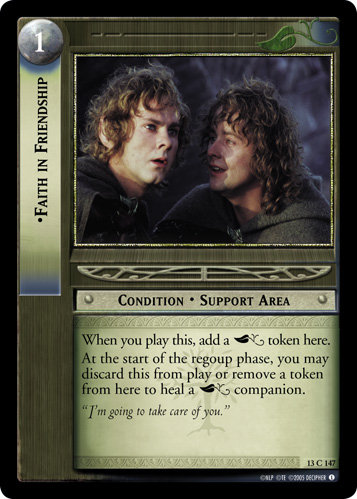 1
•FAITH IN FRIENDSHIP
CONDITION • SUPPORT AREA
When you play this, add a token here.
At the start of the regoup phase, you may
discard this from play or remove a token
from here to heal a companion.
"I'm going to take care of you."
13 C 147
©NLP ©TE ©2005 DECIPHER 1